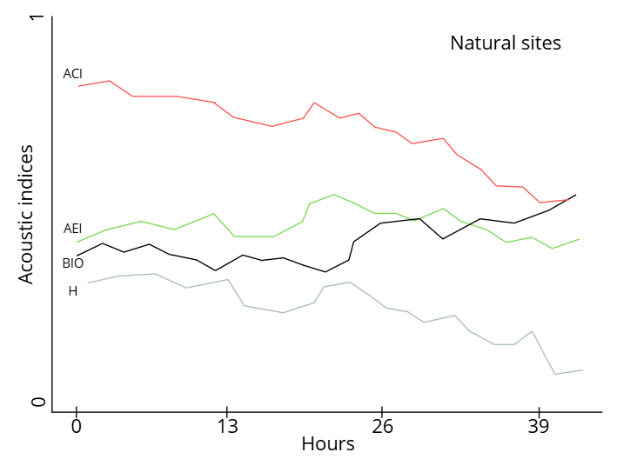 1
Natural sites
ACI
Acoustic indices
AEI
BIO
H
0
0 13 26 39
Hours